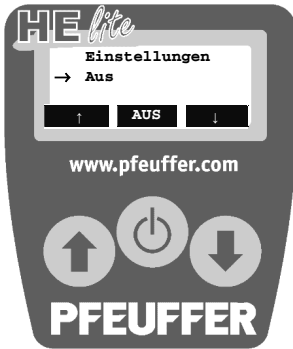 HE lite
Einstellungen
→ Aus
↑ AUS ↓
www.pfeuffer.com
PFEUFFER